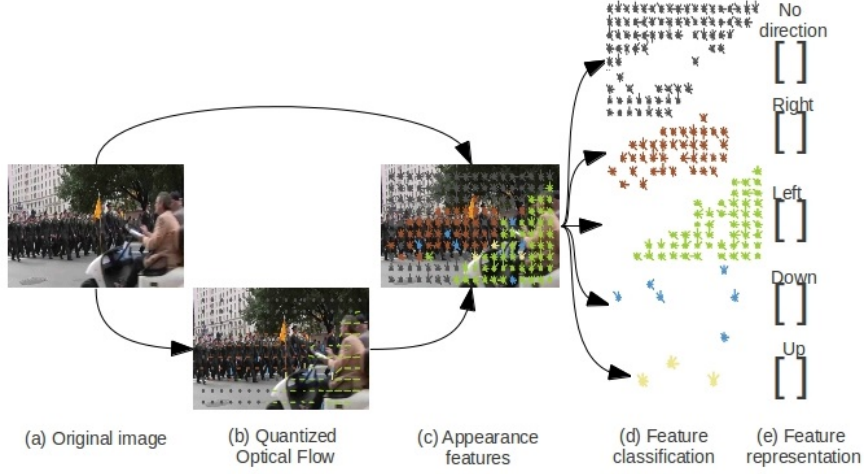 No
direction
[ ]
Right
[ ]
Left
[ ]
Down
[ ]
Up
[ ]
(a) Original image
(b) Quantized
Optical Flow
(c) Appearance
features
(d) Feature
classification
(e) Feature
representation